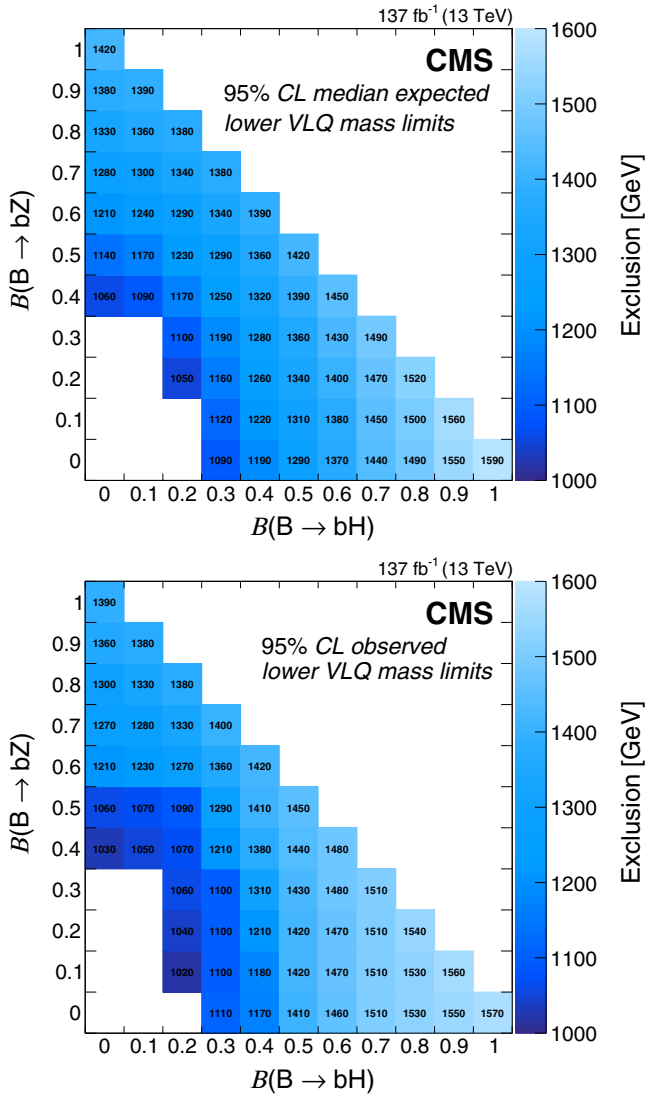 137 fb⁻¹ (13 TeV)
CMS
95% CL median expected
lower VLQ mass limits
B(B → bZ)
1 1420
0.9 1380 1390
0.8 1330 1360 1380
0.7 1280 1300 1340 1380
0.6 1210 1240 1290 1340 1390
0.5 1140 1170 1230 1290 1360 1420
0.4 1060 1090 1170 1250 1320 1390 1450
0.3 1100 1190 1280 1360 1430 1490
0.2 1050 1160 1260 1340 1400 1470 1520
0.1 1120 1220 1310 1380 1450 1500 1560
0 1090 1190 1290 1370 1440 1490 1550 1590
0 0.1 0.2 0.3 0.4 0.5 0.6 0.7 0.8 0.9 1
B(B → bH)
1600
1500
1400
1300
1200
1100
1000
Exclusion [GeV]
137 fb⁻¹ (13 TeV)
CMS
95% CL observed
lower VLQ mass limits
B(B → bZ)
1 1390
0.9 1360 1380
0.8 1300 1330 1380
0.7 1270 1280 1330 1400
0.6 1210 1230 1270 1360 1420
0.5 1060 1070 1090 1290 1410 1450
0.4 1030 1050 1070 1210 1380 1440 1480
0.3 1060 1100 1310 1430 1480 1510
0.2 1040 1100 1210 1420 1470 1510 1540
0.1 1020 1100 1180 1420 1470 1510 1530 1560
0 1110 1170 1410 1460 1510 1530 1550 1570
0 0.1 0.2 0.3 0.4 0.5 0.6 0.7 0.8 0.9 1
B(B → bH)
1600
1500
1400
1300
1200
1100
1000
Exclusion [GeV]